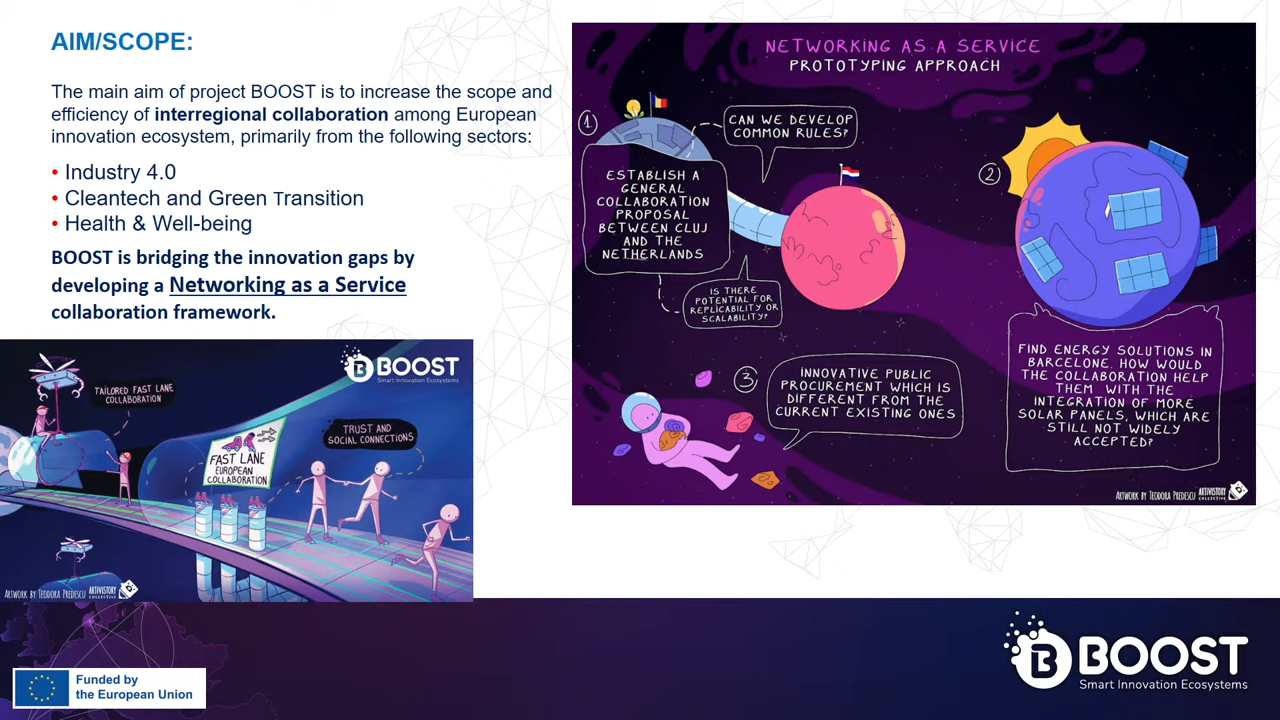 AIM/SCOPE:
The main aim of project BOOST is to increase the scope and
efficiency of interregional collaboration among European
innovation ecosystem, primarily from the following sectors:
• Industry 4.0
• Cleantech and Green Transition
• Health & Well-being
BOOST is bridging the innovation gaps by
developing a Networking as a Service
collaboration framework.
BOOST
Smart Innovation Ecosystems
TAILORED FAST LANE
COLLABORATION
TRUST AND
SOCIAL CONNECTIONS
FAST LANE
EUROPEAN
COLLABORATION
ARTWORK BY TEODORA PREDESCU
ARTIVISTORY
COLLECTIVE
NETWORKING AS A SERVICE
PROTOTYPING APPROACH
1
CAN WE DEVELOP
COMMON RULES?
ESTABLISH A
GENERAL
COLLABORATION
PROPOSAL
BETWEEN CLUJ
AND THE
NETHERLANDS
IS THERE
POTENTIAL FOR
REPLICABILITY OR
SCALABILITY?
2
FIND ENERGY SOLUTIONS IN
BARCELONE. HOW WOULD
THE COLLABORATION HELP
THEM WITH THE
INTEGRATION OF MORE
SOLAR PANELS, WHICH ARE
STILL NOT WIDELY
ACCEPTED?
3
INNOVATIVE PUBLIC
PROCUREMENT WHICH IS
DIFFERENT FROM THE
CURRENT EXISTING ONES
ARTWORK BY TEODORA PREDESCU
ARTIVISTORY
COLLECTIVE
Funded by
the European Union
BOOST
Smart Innovation Ecosystems